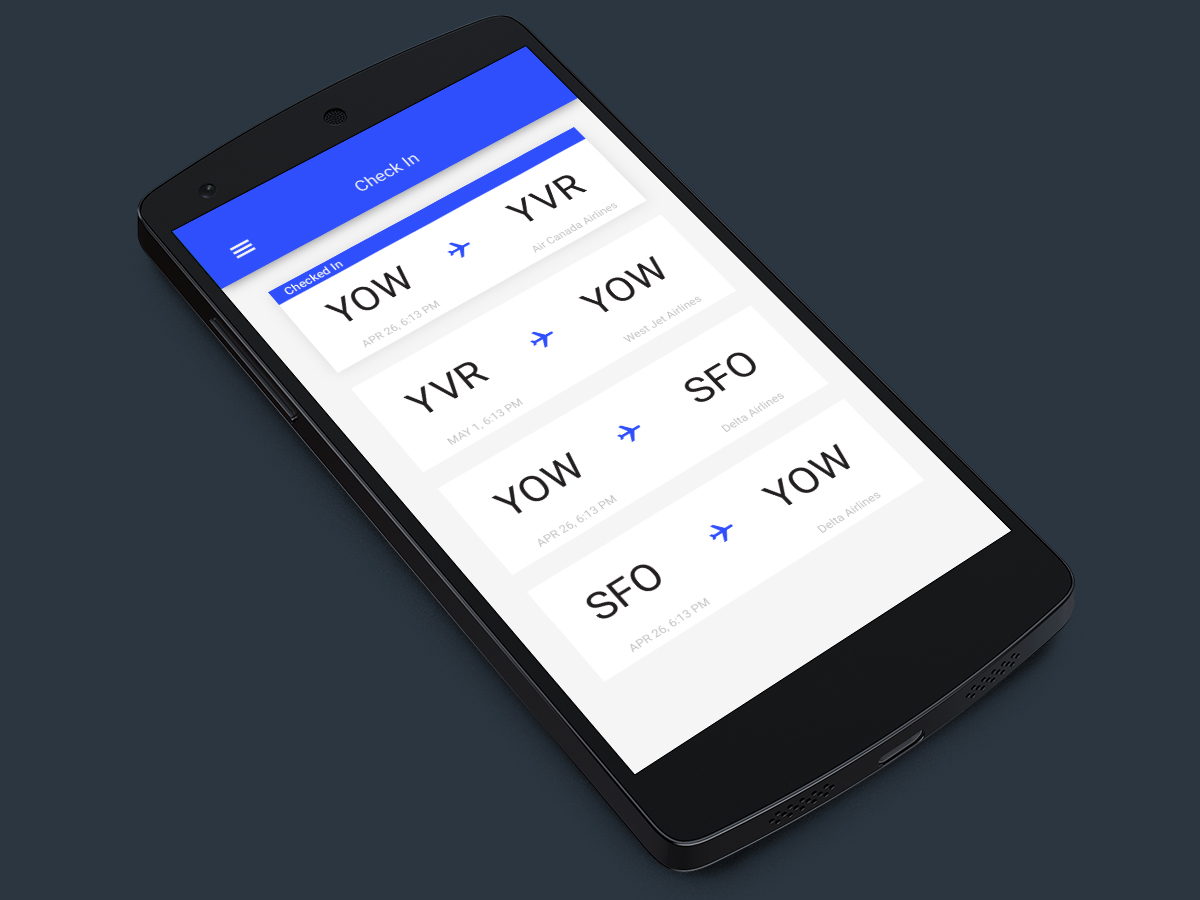 Check In
Checked In
YOW YVR
APR 26, 6:13 PM Air Canada Airlines
YVR YOW
MAY 1, 6:13 PM West Jet Airlines
YOW SFO
APR 26, 6:13 PM Delta Airlines
SFO YOW
APR 26, 6:13 PM Delta Airlines